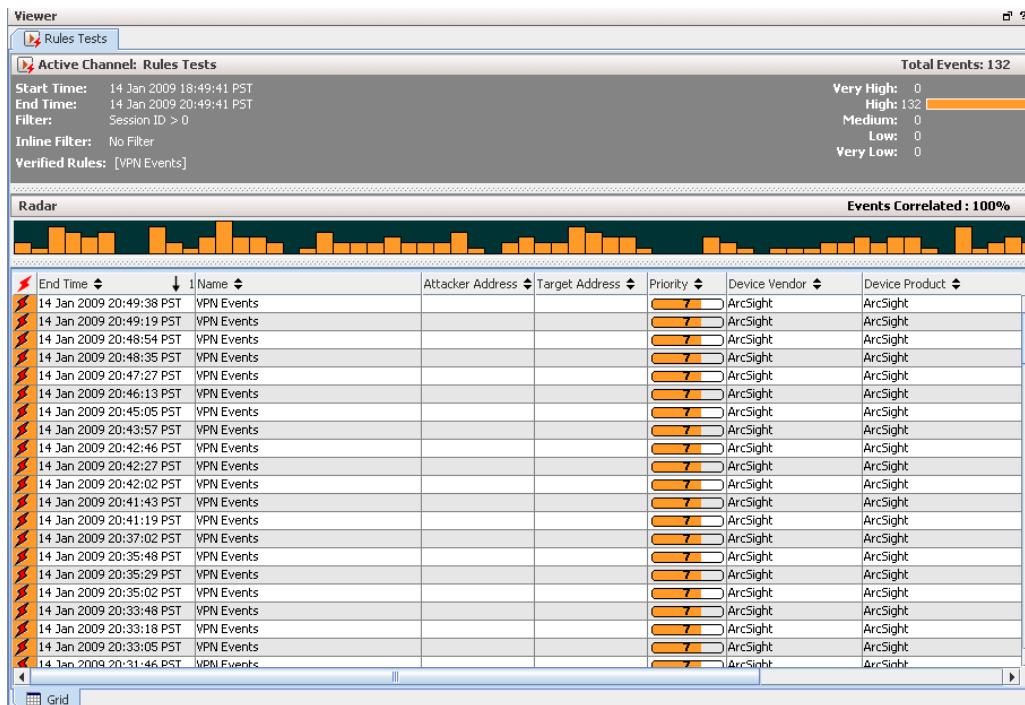 Viewer ?
Rules Tests
Active Channel: Rules Tests Total Events: 132
Start Time: 14 Jan 2009 18:49:41 PST Very High: 0
End Time: 14 Jan 2009 20:49:41 PST High: 132
Filter: Session ID > 0 Medium: 0
Inline Filter: No Filter Low: 0
Verified Rules: [VPN Events] Very Low: 0
Radar Events Correlated : 100%
End Time 1 Name Attacker Address Target Address Priority Device Vendor Device Product
14 Jan 2009 20:49:38 PST VPN Events 7 ArcSight ArcSight
14 Jan 2009 20:49:19 PST VPN Events 7 ArcSight ArcSight
14 Jan 2009 20:48:54 PST VPN Events 7 ArcSight ArcSight
14 Jan 2009 20:48:35 PST VPN Events 7 ArcSight ArcSight
14 Jan 2009 20:47:27 PST VPN Events 7 ArcSight ArcSight
14 Jan 2009 20:46:13 PST VPN Events 7 ArcSight ArcSight
14 Jan 2009 20:45:05 PST VPN Events 7 ArcSight ArcSight
14 Jan 2009 20:43:57 PST VPN Events 7 ArcSight ArcSight
14 Jan 2009 20:42:46 PST VPN Events 7 ArcSight ArcSight
14 Jan 2009 20:42:27 PST VPN Events 7 ArcSight ArcSight
14 Jan 2009 20:42:02 PST VPN Events 7 ArcSight ArcSight
14 Jan 2009 20:41:43 PST VPN Events 7 ArcSight ArcSight
14 Jan 2009 20:41:19 PST VPN Events 7 ArcSight ArcSight
14 Jan 2009 20:37:02 PST VPN Events 7 ArcSight ArcSight
14 Jan 2009 20:35:48 PST VPN Events 7 ArcSight ArcSight
14 Jan 2009 20:35:29 PST VPN Events 7 ArcSight ArcSight
14 Jan 2009 20:35:02 PST VPN Events 7 ArcSight ArcSight
14 Jan 2009 20:33:48 PST VPN Events 7 ArcSight ArcSight
14 Jan 2009 20:33:18 PST VPN Events 7 ArcSight ArcSight
14 Jan 2009 20:33:05 PST VPN Events 7 ArcSight ArcSight
14 Jan 2009 20:31:46 PST VPN Events 7 ArcSight ArcSight
Grid